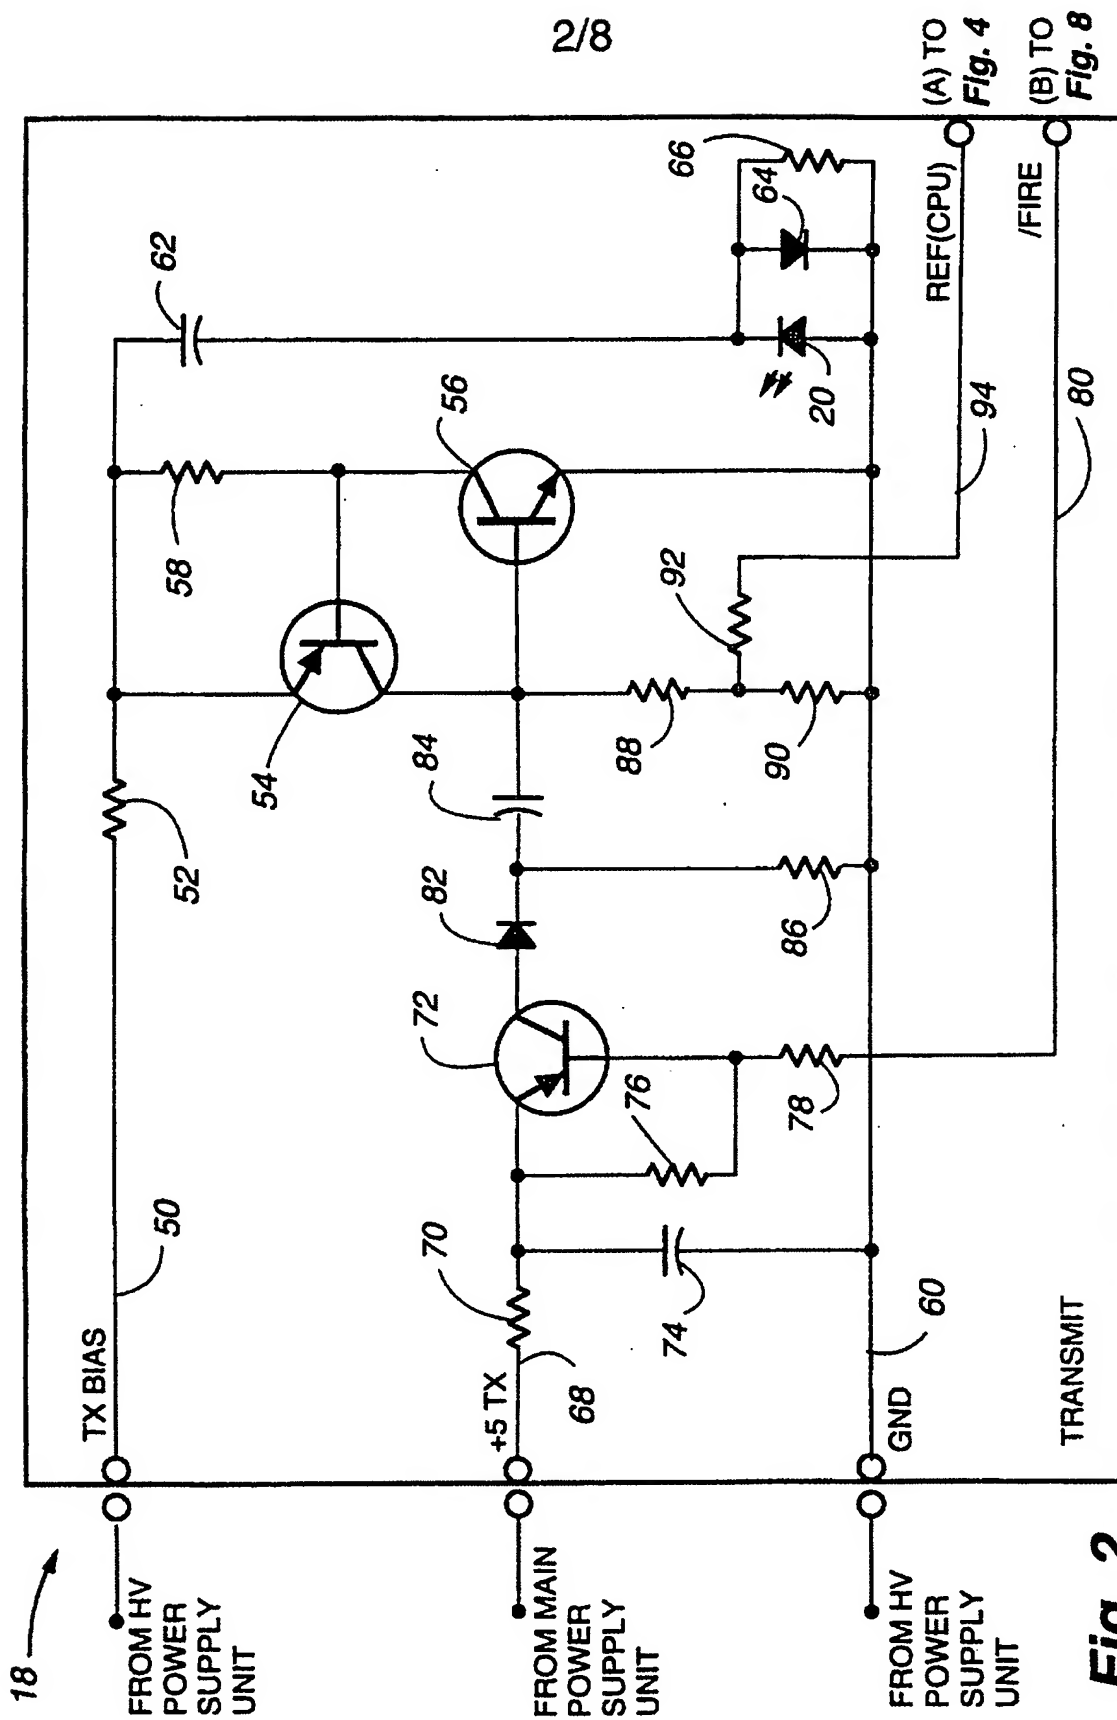 2/8
18
FROM HV
POWER
SUPPLY
UNIT
TX BIAS
50
52
54
58
56
62
FROM MAIN
POWER
SUPPLY
UNIT
+5 TX
68
70
72
82
84
74
76
78
86
88
90
92
20
64
66
FROM HV
POWER
SUPPLY
UNIT
GND
60
94
REF(CPU)
(A) TO
Fig. 4
80
/FIRE
(B) TO
Fig. 8
TRANSMIT
Fig. 2